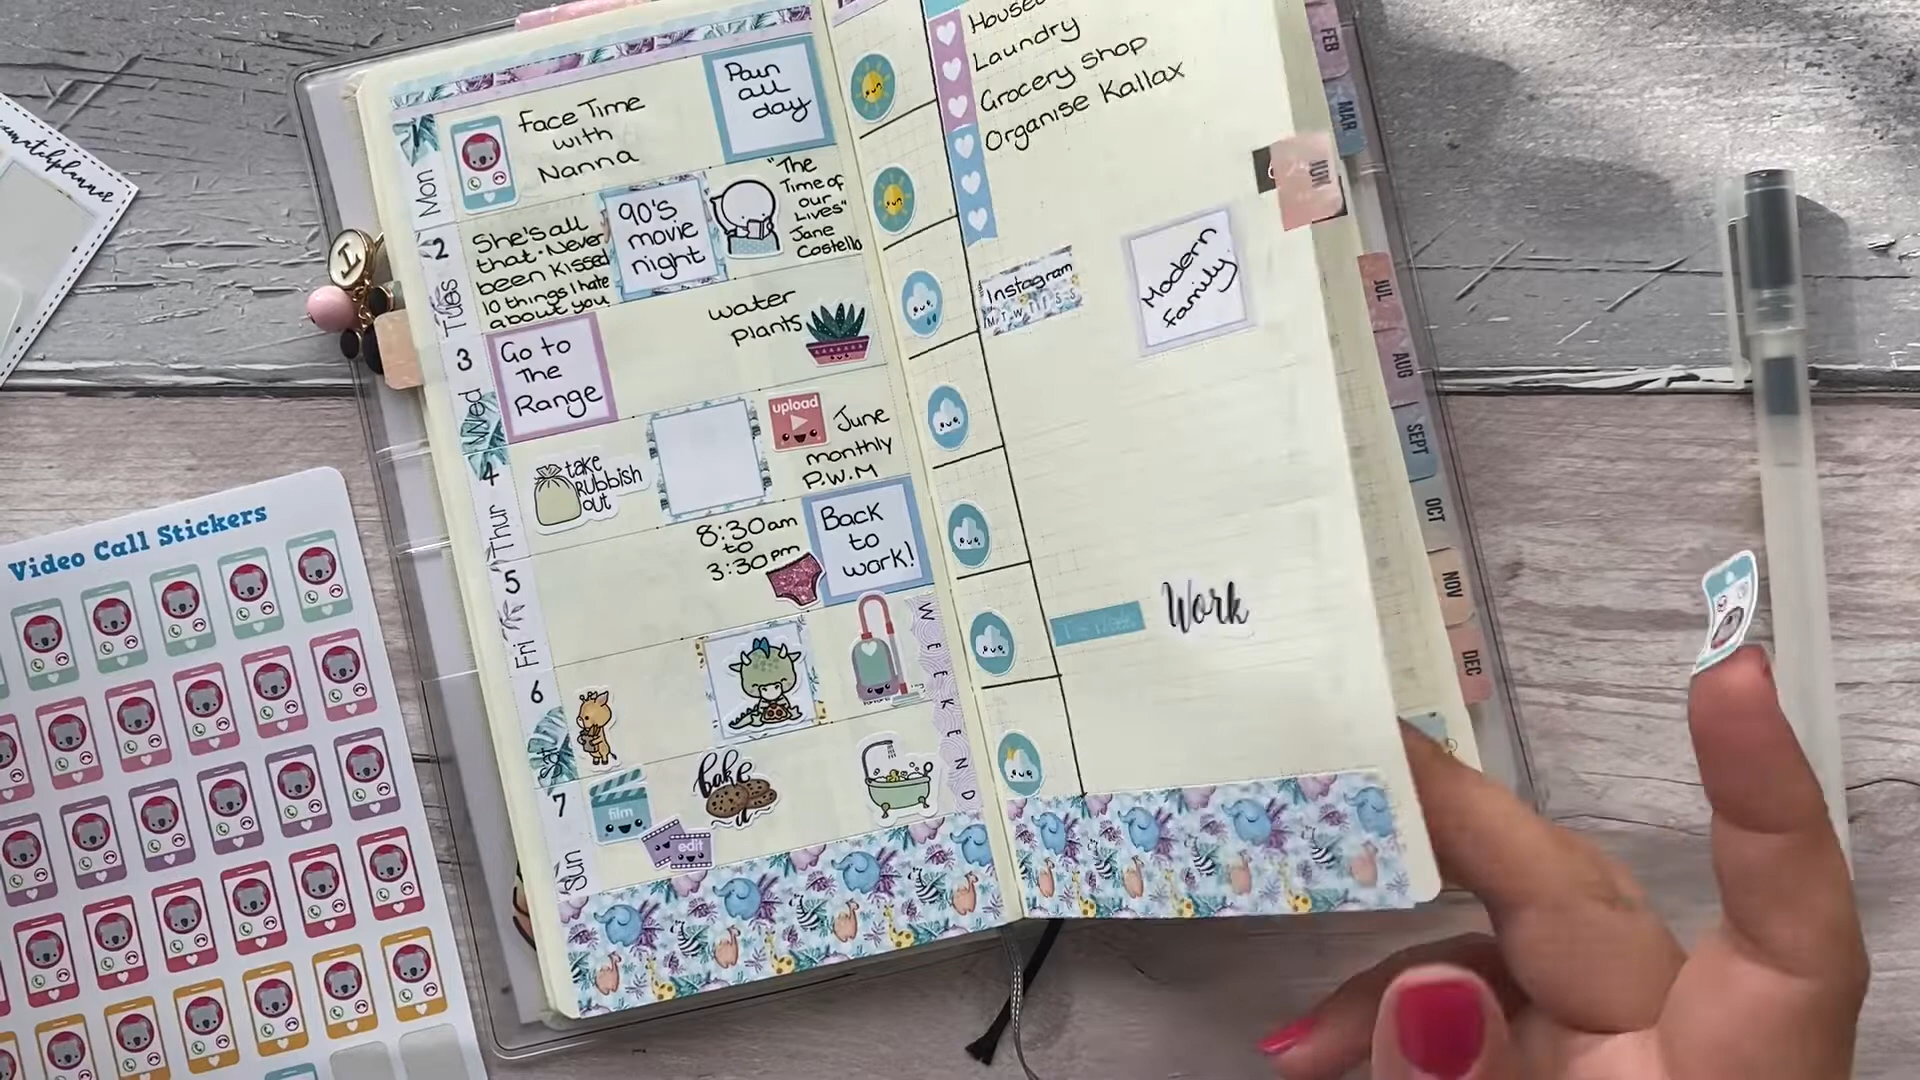 Video Call Stickers
1
Mon
Face Time
with
Nanna
Pain
all
day
2
Tues
She's all
that. Never
been Kissed
10 things I hate
about you
90's
movie
night
"The
Time of
our
Lives"
Jane
Costello
3
Wed
Go to
The
Range
water
plants
4
Thur
take
RUBBISH
OUT
upload
June
monthly
P.W.M
5
Fri
8:30am
to
3:30pm
Back
to
work!
6
Sat
WEEKEND
7
Sun
film
edit
bake
Laundry
Grocery Shop
Organise Kallax
Instagram
M T W T F S S
Modern
Family
Work
FEB
MAR
JUN
JUL
AUG
SEPT
OCT
NOV
DEC